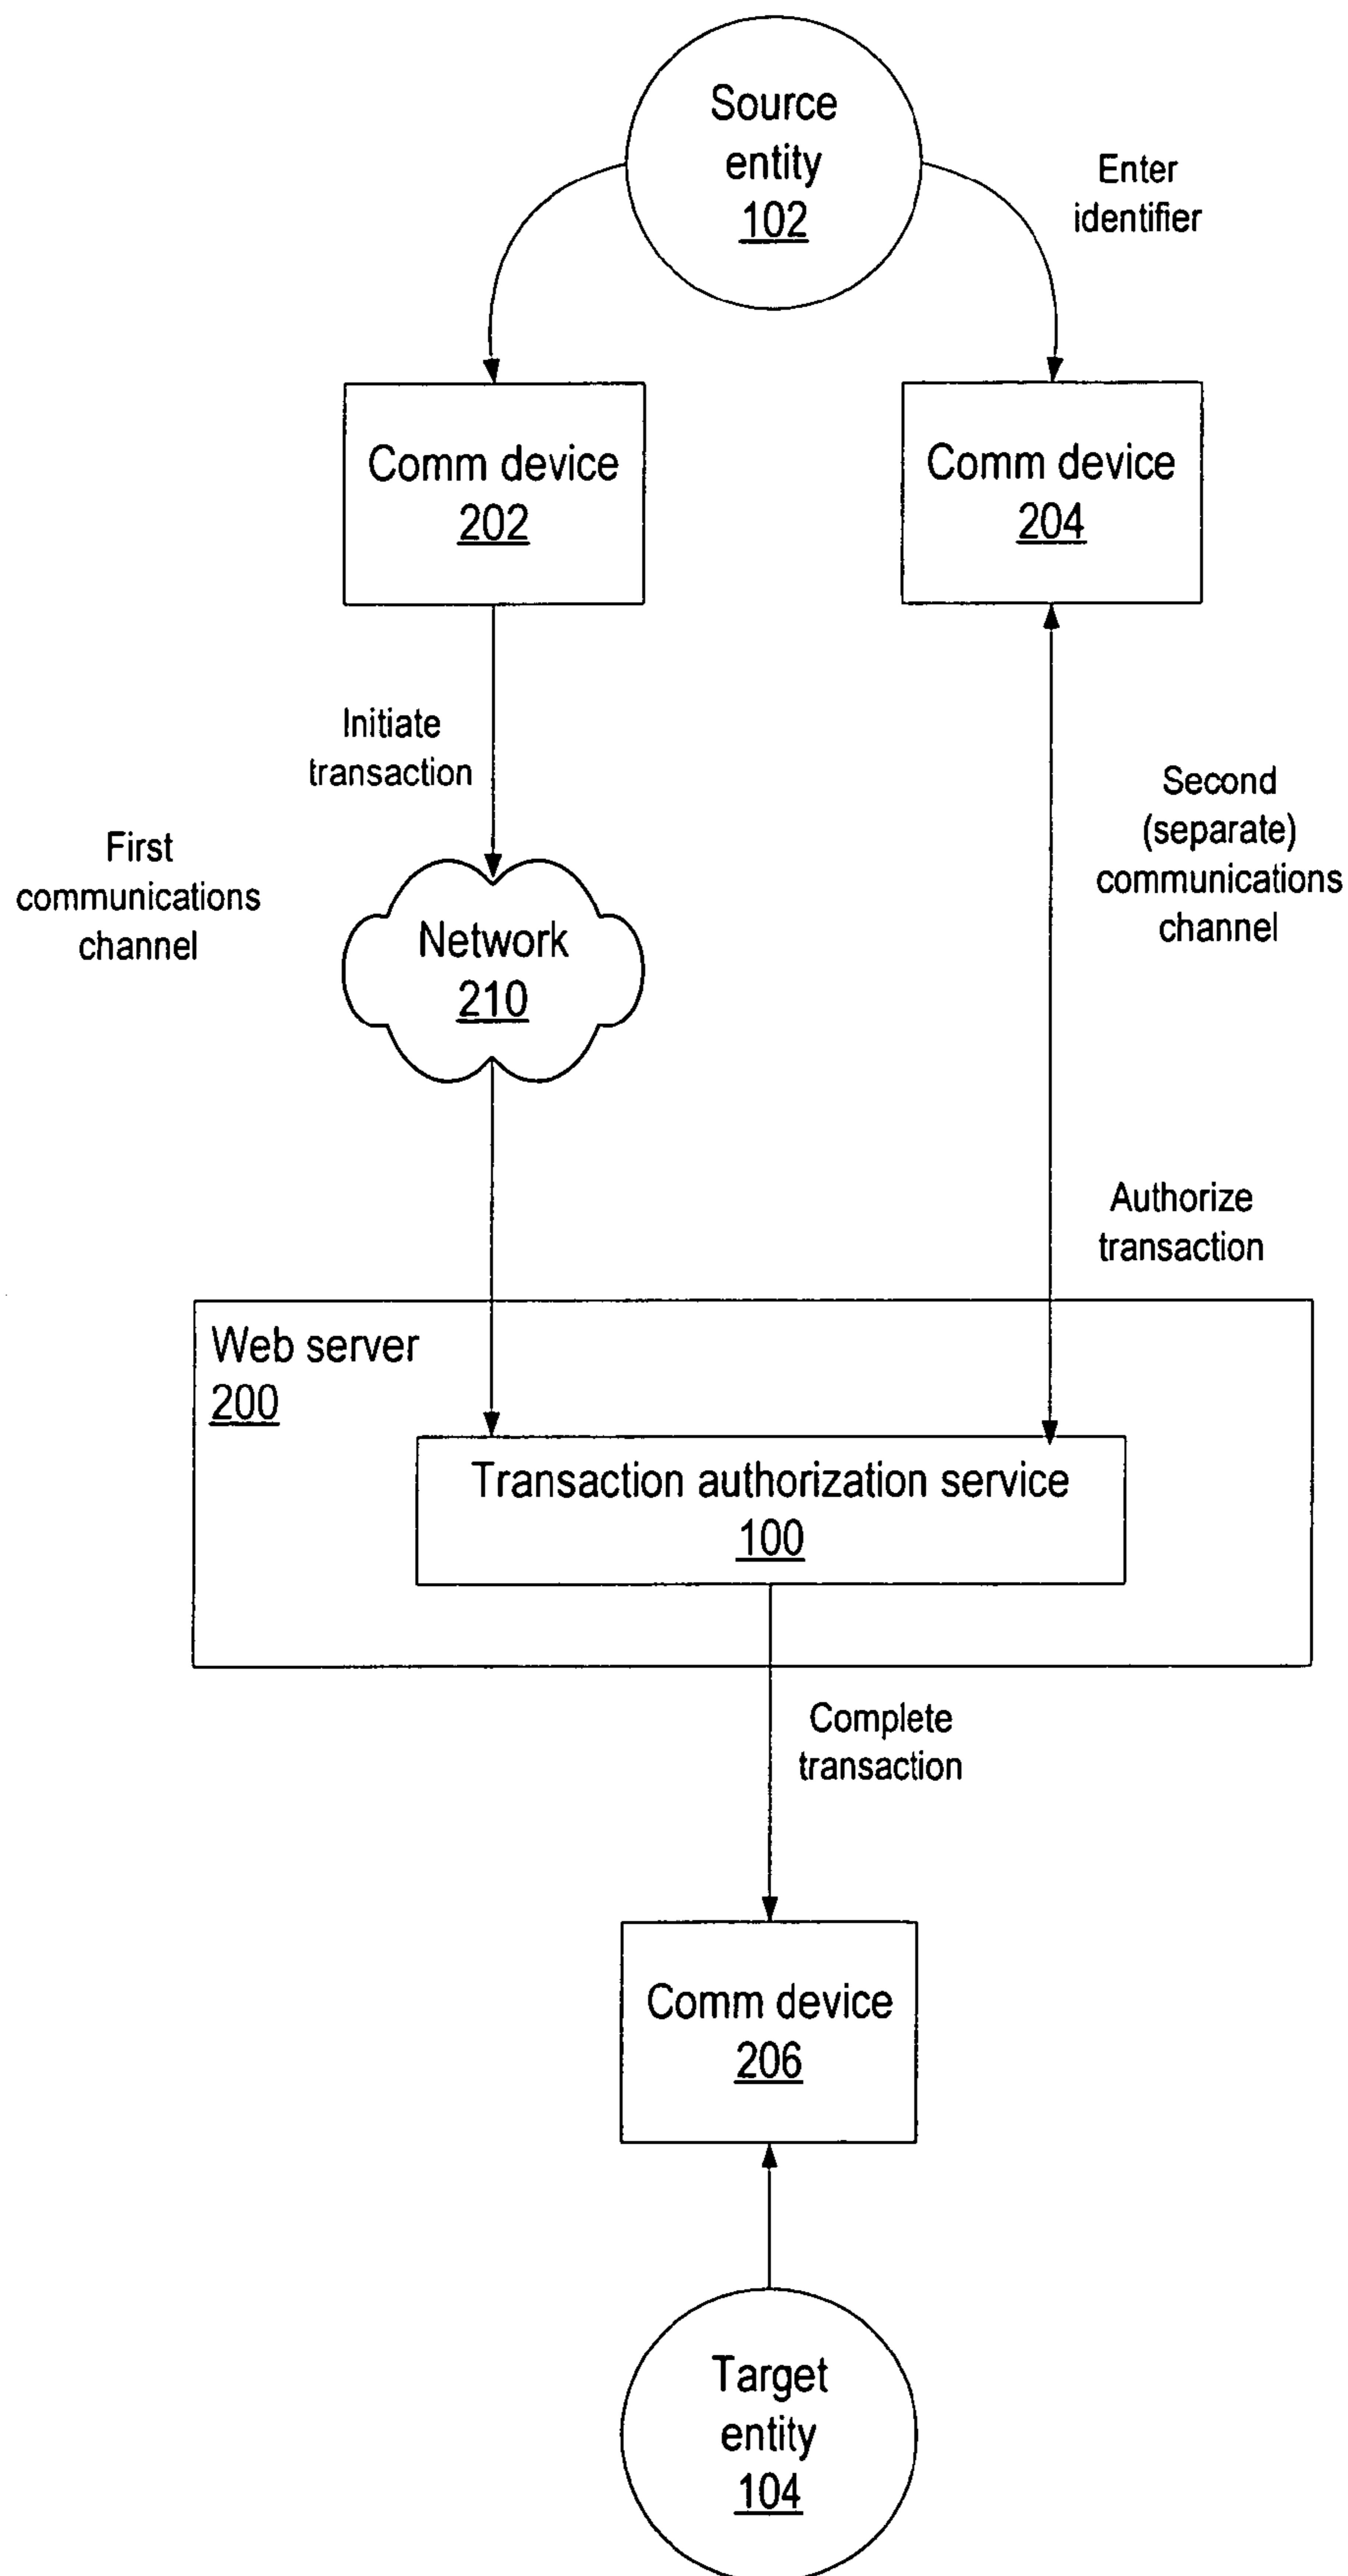 Source
entity
102
Enter
identifier
Comm device
202
Comm device
204
Initiate
transaction
First
communications
channel
Second
(separate)
communications
channel
Network
210
Authorize
transaction
Web server
200
Transaction authorization service
100
Complete
transaction
Comm device
206
Target
entity
104